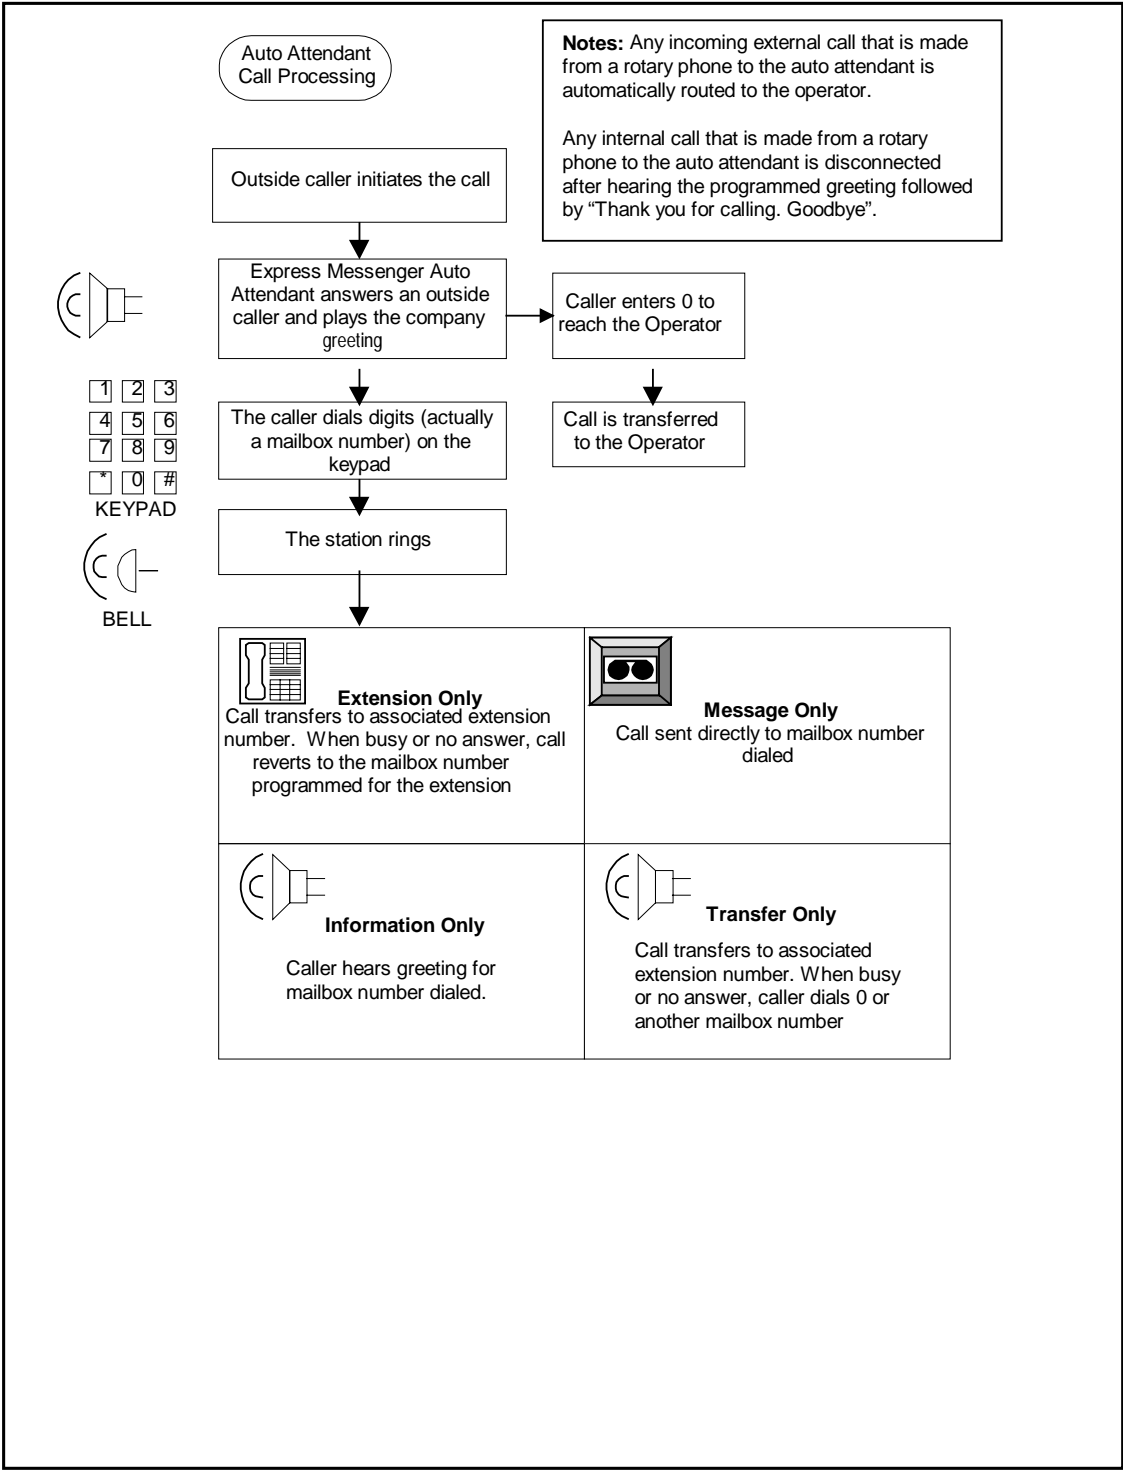 Auto Attendant
Call Processing
Notes: Any incoming external call that is made
from a rotary phone to the auto attendant is
automatically routed to the operator.
Any internal call that is made from a rotary
phone to the auto attendant is disconnected
after hearing the programmed greeting followed
by “Thank you for calling. Goodbye”.
Outside caller initiates the call
Express Messenger Auto
Attendant answers an outside
caller and plays the company
greeting
Caller enters 0 to
reach the Operator
1 2 3
4 5 6
7 8 9
* 0 #
KEYPAD
The caller dials digits (actually
a mailbox number) on the
keypad
Call is transferred
to the Operator
The station rings
BELL
Extension Only
Call transfers to associated extension
number. When busy or no answer, call
reverts to the mailbox number
programmed for the extension
Message Only
Call sent directly to mailbox number
dialed
Information Only
Caller hears greeting for
mailbox number dialed.
Transfer Only
Call transfers to associated
extension number. When busy
or no answer, caller dials 0 or
another mailbox number